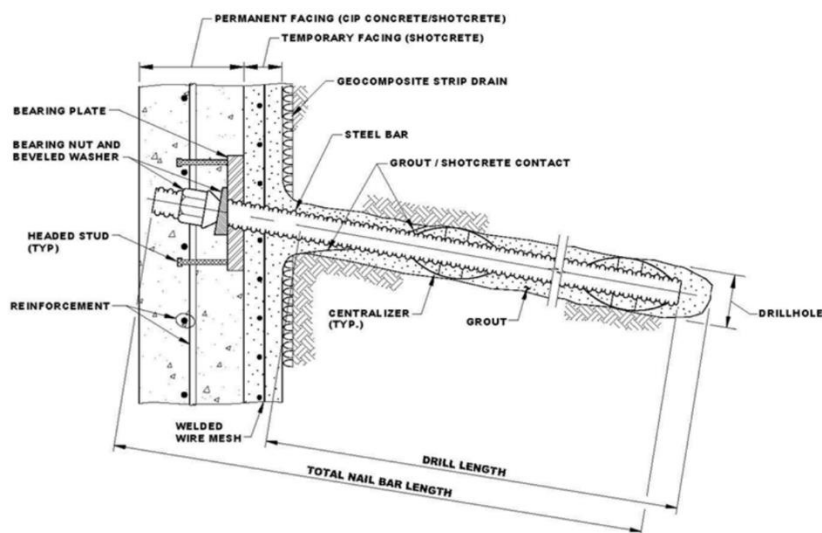 PERMANENT FACING (CIP CONCRETE/SHOTCRETE)
TEMPORARY FACING (SHOTCRETE)
GEOCOMPOSITE STRIP DRAIN
BEARING PLATE
STEEL BAR
BEARING NUT AND
BEVELED WASHER
GROUT / SHOTCRETE CONTACT
HEADED STUD
(TYP)
REINFORCEMENT
CENTRALIZER
(TYP.)
GROUT
DRILLHOLE
WELDED
WIRE MESH
DRILL LENGTH
TOTAL NAIL BAR LENGTH